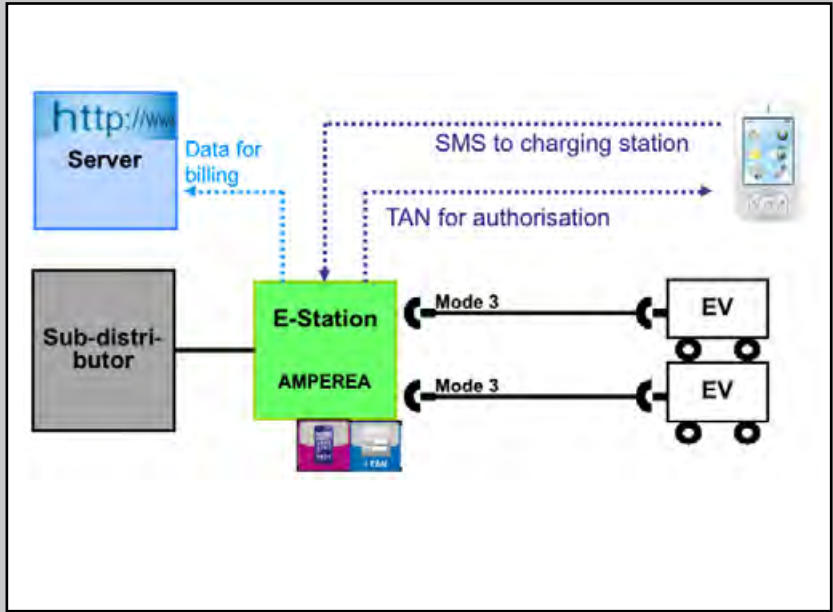 http://www
Server
Data for
billing
SMS to charging station
TAN for authorisation
Sub-distri-
butor
E-Station
AMPEREA
Mode 3
EV
Mode 3
EV